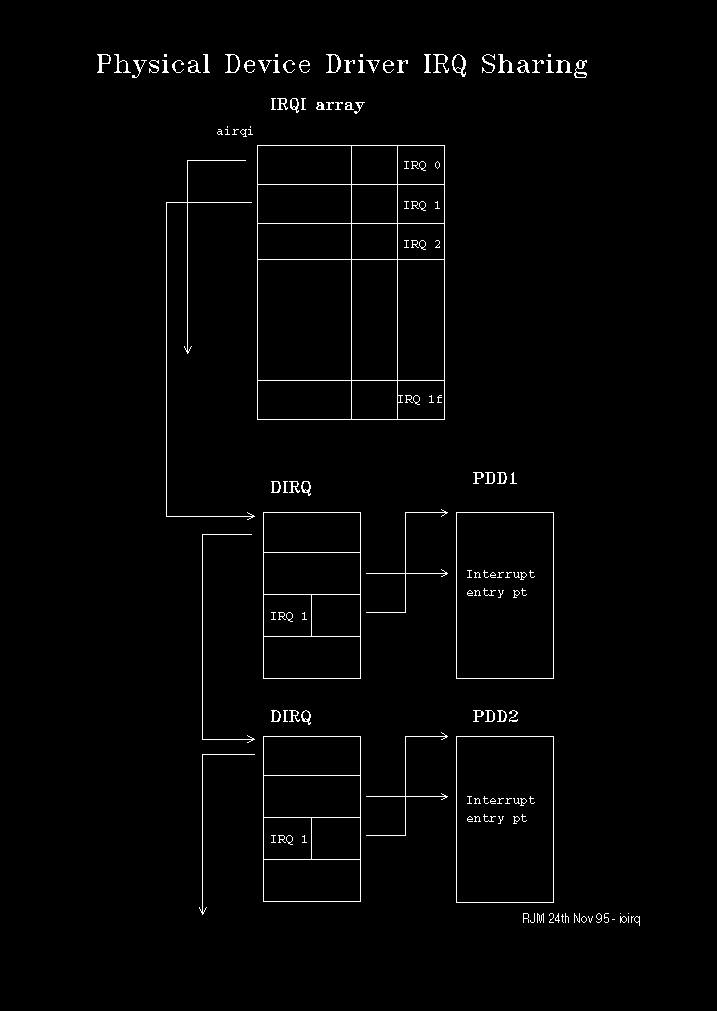 Physical Device Driver IRQ Sharing
IRQI array
airqi
IRQ 0
IRQ 1
IRQ 2
IRQ 1f
DIRQ
PDD1
Interrupt
entry pt
IRQ 1
DIRQ
PDD2
Interrupt
entry pt
IRQ 1
RJM 24th Nov 95 - ioirq